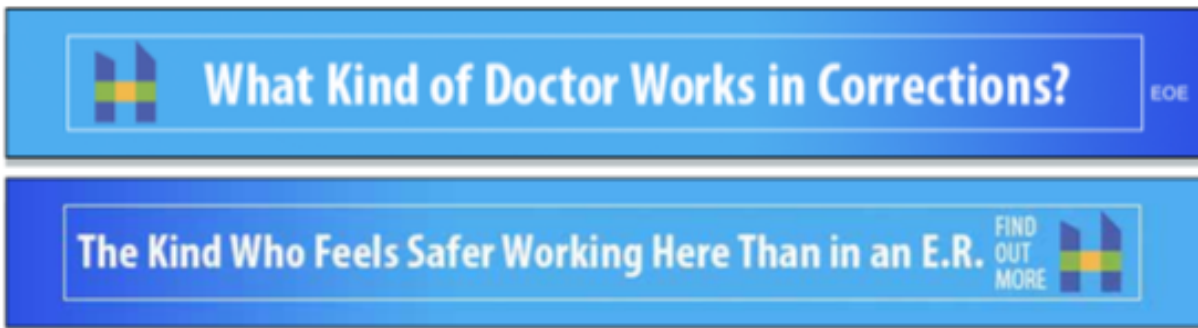 What Kind of Doctor Works in Corrections?
EOE
The Kind Who Feels Safer Working Here Than in an E.R.
FIND
OUT
MORE